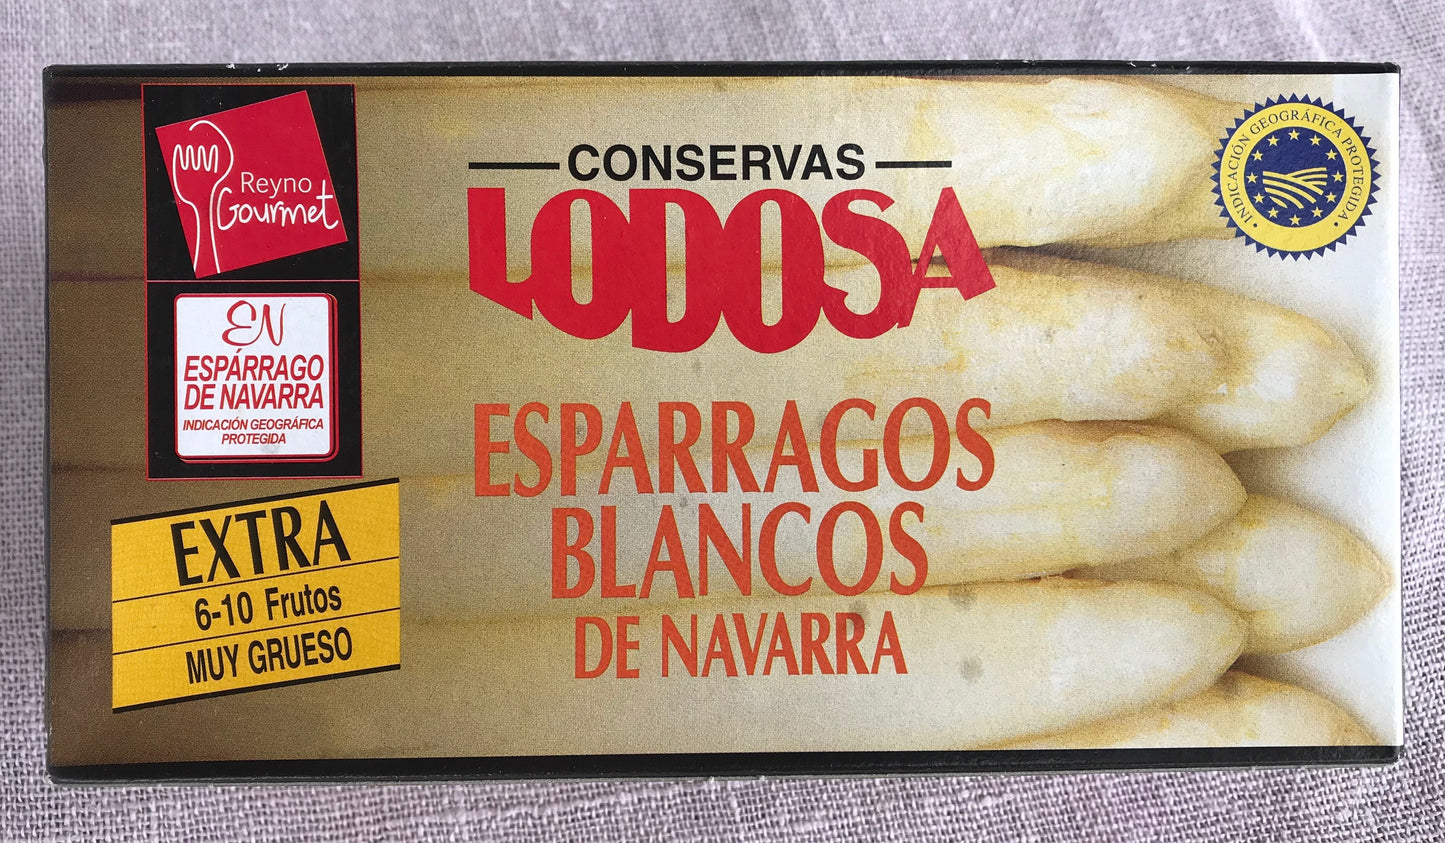 Reyno
Gourmet
EN
ESPÁRRAGO
DE NAVARRA
INDICACIÓN GEOGRÁFICA
PROTEGIDA
EXTRA
6-10 Frutos
MUY GRUESO
CONSERVAS
LODOSA
ESPARRAGOS
BLANCOS
DE NAVARRA
INDICACIÓN GEOGRÁFICA PROTEGIDA